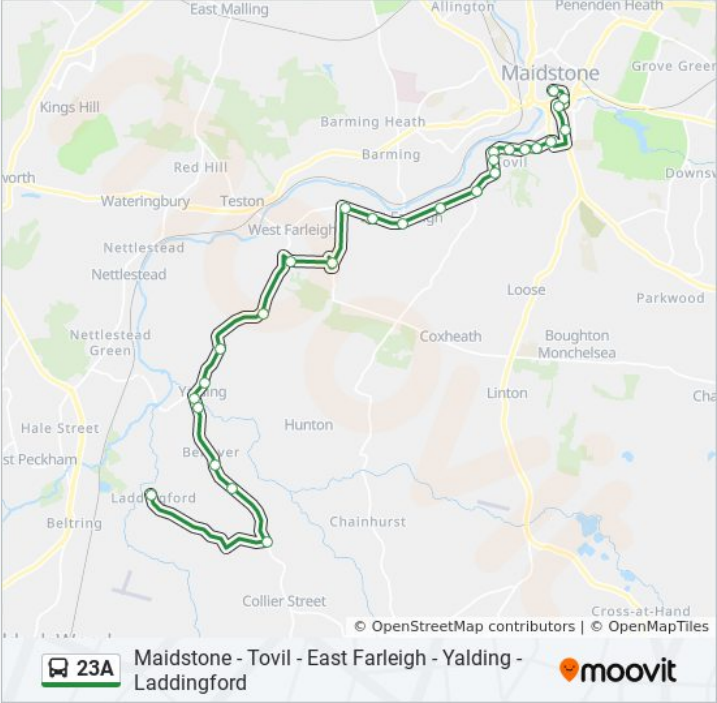 East Malling
Allington
Penenden Heath
Maidstone
Grove Green
Kings Hill
Barming Heath
Barming
Tovil
Red Hill
Downsw
worth
Wateringbury
Teston
West Farleigh
Nettlestead
Nettlestead
Loose
Parkwood
Nettlestead
Green
Coxheath
Boughton
Monchelsea
Yalding
Linton
Cha
Hale Street
Hunton
st Peckham
Laddingford
Beltring
Chainhurst
Collier Street
Cross-at-Hand
© OpenStreetMap contributors | © OpenMapTiles
23A
Maidstone - Tovil - East Farleigh - Yalding -
Laddingford
moovit